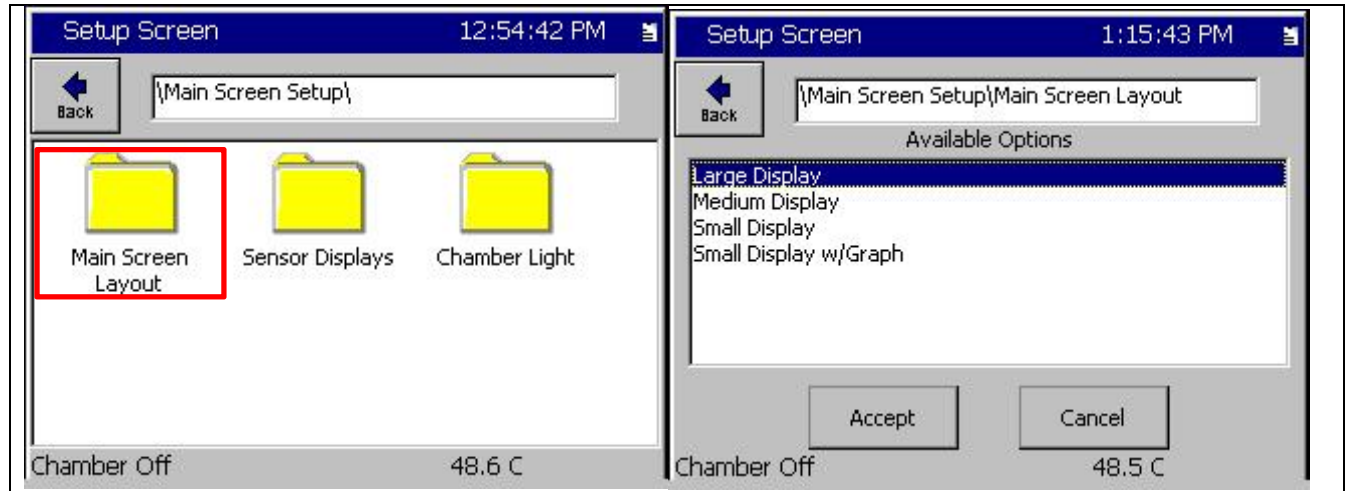 Setup Screen 12:54:42 PM
Back
\Main Screen Setup\
Main Screen
Layout
Sensor Displays
Chamber Light
Chamber Off 48.6 C
Setup Screen 1:15:43 PM
Back
\Main Screen Setup\Main Screen Layout
Available Options
Large Display
Medium Display
Small Display
Small Display w/Graph
Accept Cancel
Chamber Off 48.5 C